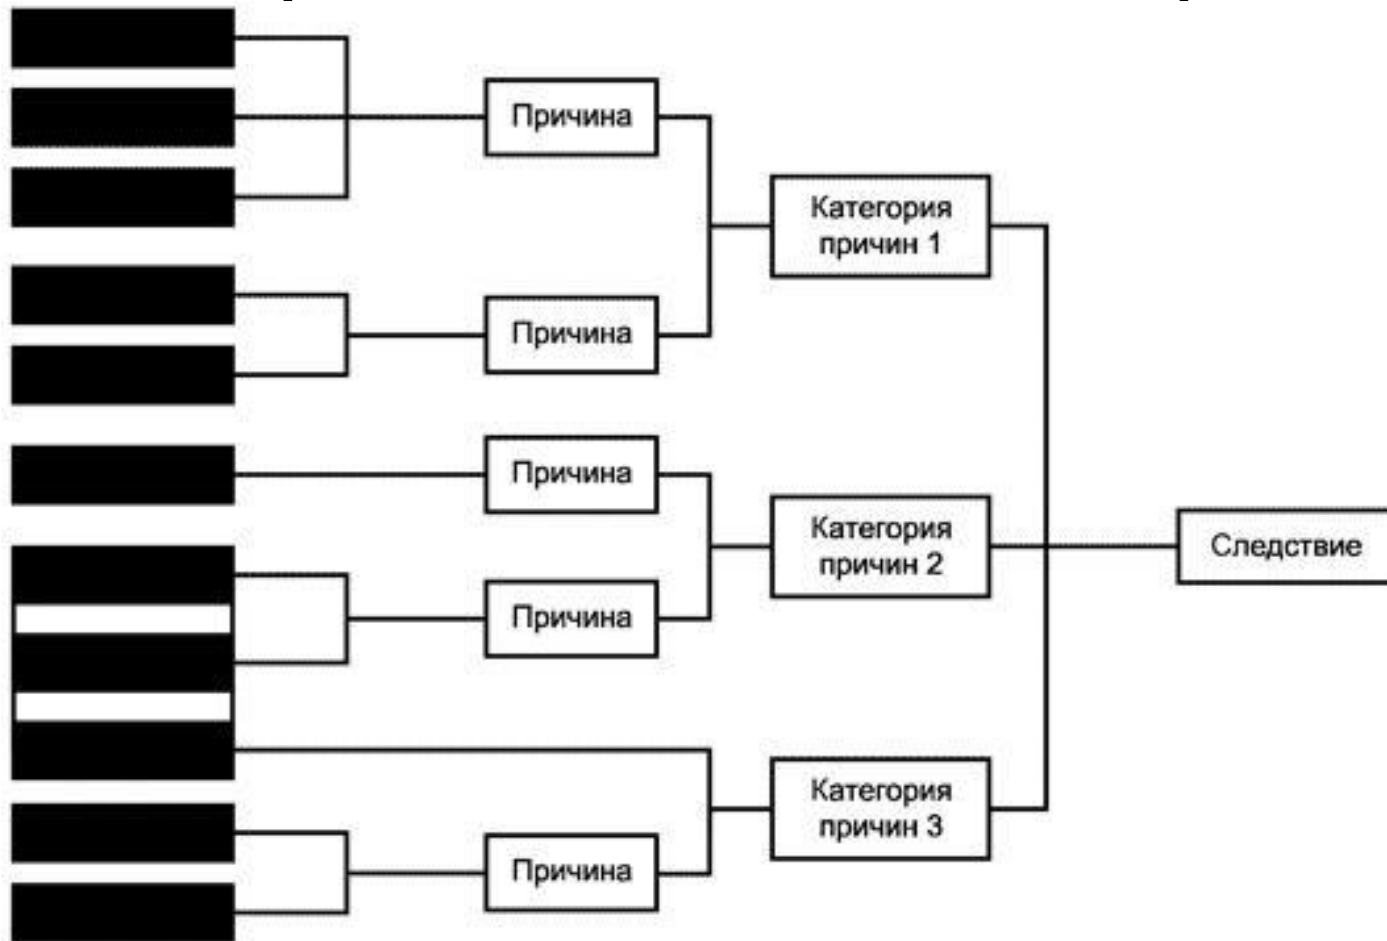 Причина
Категория
причин 1
Причина
Причина
Категория
причин 2
Следствие
Причина
Категория
причин 3
Причина